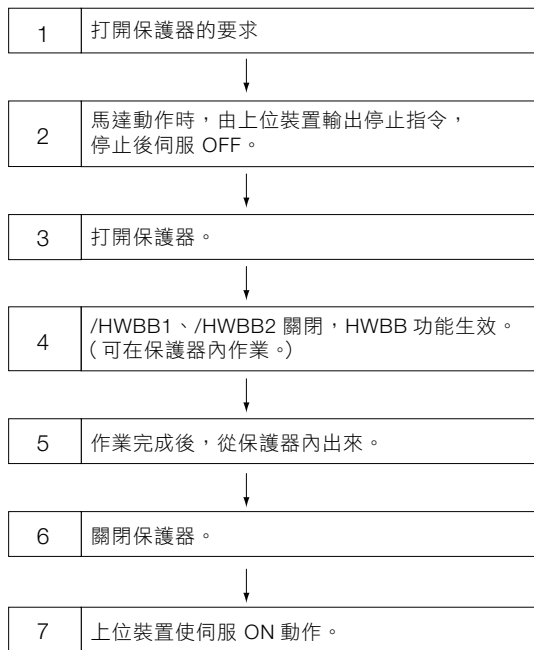 1 打開保護器的要求
2 馬達動作時，由上位裝置輸出停止指令，
停止後伺服 OFF。
3 打開保護器。
4 /HWBB1、/HWBB2 關閉，HWBB 功能生效。
（可在保護器內作業。）
5 作業完成後，從保護器內出來。
6 關閉保護器。
7 上位裝置使伺服 ON 動作。